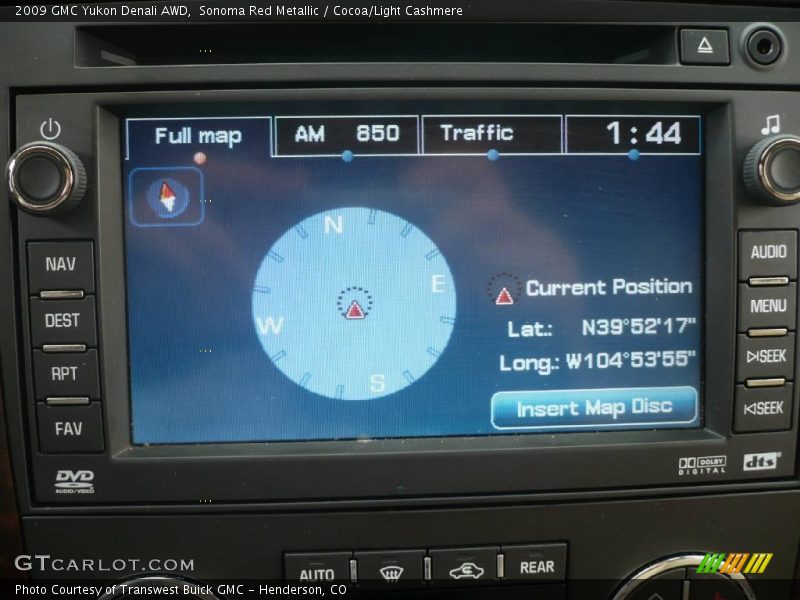 2009 GMC Yukon Denali AWD,  Sonoma Red Metallic / Cocoa/Light Cashmere
Full map AM 850 Traffic 1:44
N
E
W
S
Current Position
Lat.: N39°52'17"
Long.: W104°53'55"
Insert Map Disc
NAV
DEST
RPT
FAV
AUDIO
MENU
SEEK
SEEK
DVD
AUDIO/VIDEO
DOLBY
DIGITAL
dts
AUTO
REAR
GTCARLOT.COM
Photo Courtesy of Transwest Buick GMC - Henderson, CO